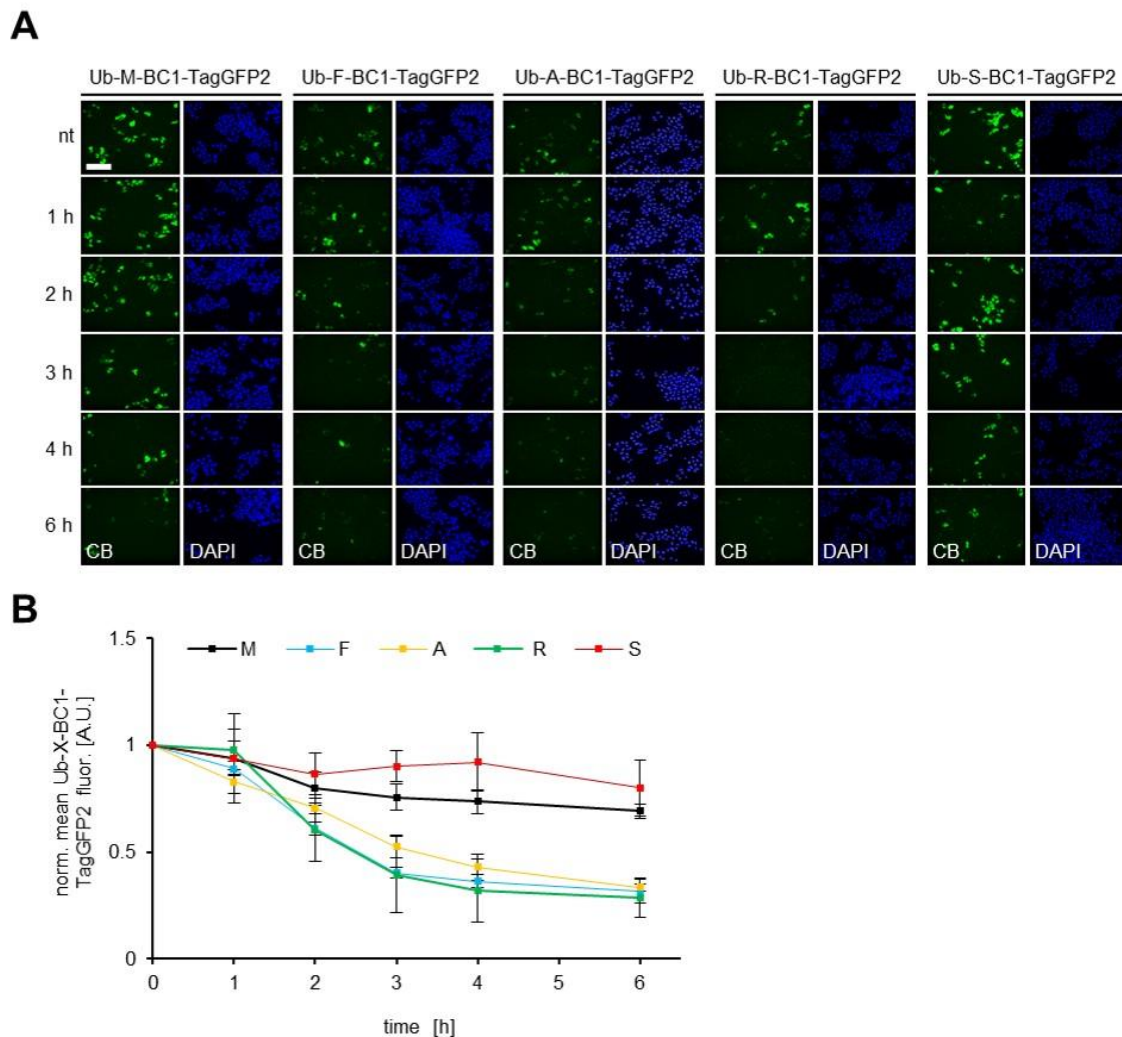 A
Ub-M-BC1-TagGFP2 Ub-F-BC1-TagGFP2 Ub-A-BC1-TagGFP2 Ub-R-BC1-TagGFP2 Ub-S-BC1-TagGFP2
nt
1 h
2 h
3 h
4 h
6 h
CB DAPI CB DAPI CB DAPI CB DAPI CB DAPI
B
1.5
M F A R S
1
0.5
0
norm. mean Ub-X-BC1-
TagGFP2 fluor. [A.U.]
0 1 2 3 4 5 6
time [h]